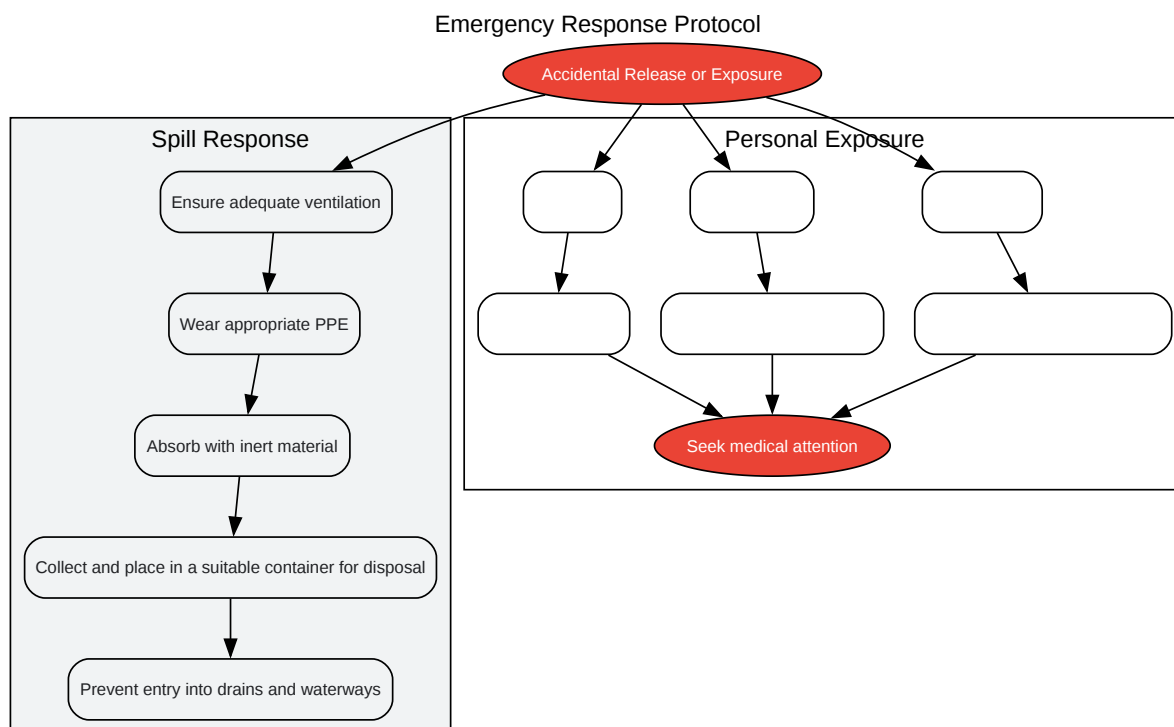 Emergency Response Protocol
Accidental Release or Exposure
Spill Response
Personal Exposure
Ensure adequate ventilation
Wear appropriate PPE
Absorb with inert material
Seek medical attention
Collect and place in a suitable container for disposal
Prevent entry into drains and waterways